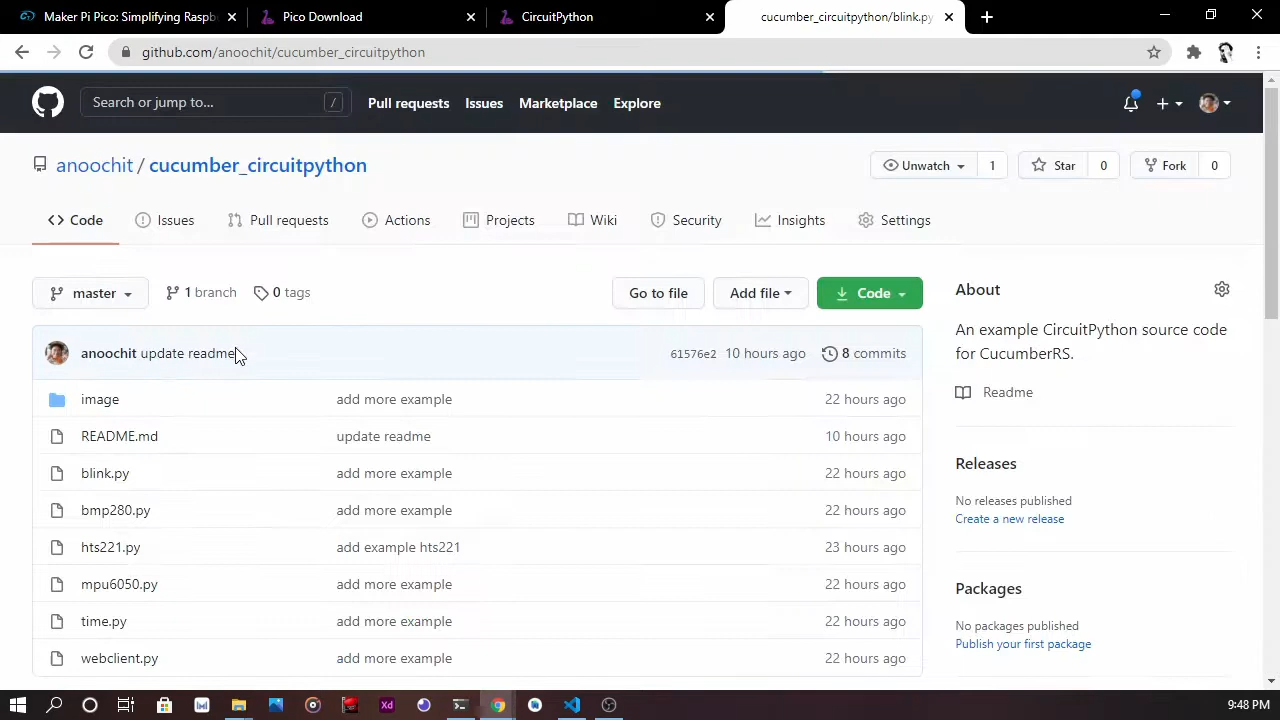 Maker Pi Pico: Simplifying Raspb
Pico Download
CircuitPython
cucumber_circuitpython/blink.py
github.com/anoochit/cucumber_circuitpython
Search or jump to...
/
Pull requests
Issues
Marketplace
Explore
anoochit / cucumber_circuitpython
Unwatch 1
Star 0
Fork 0
Code
Issues
Pull requests
Actions
Projects
Wiki
Security
Insights
Settings
master
1 branch
0 tags
Go to file
Add file
Code
anoochit update readme
61576e2 10 hours ago
8 commits
image add more example 22 hours ago
README.md update readme 10 hours ago
blink.py add more example 22 hours ago
bmp280.py add more example 22 hours ago
hts221.py add example hts221 23 hours ago
mpu6050.py add more example 22 hours ago
time.py add more example 22 hours ago
webclient.py add more example 22 hours ago
About
An example CircuitPython source code
for CucumberRS.
Readme
Releases
No releases published
Create a new release
Packages
No packages published
Publish your first package
Xd
9:48 PM